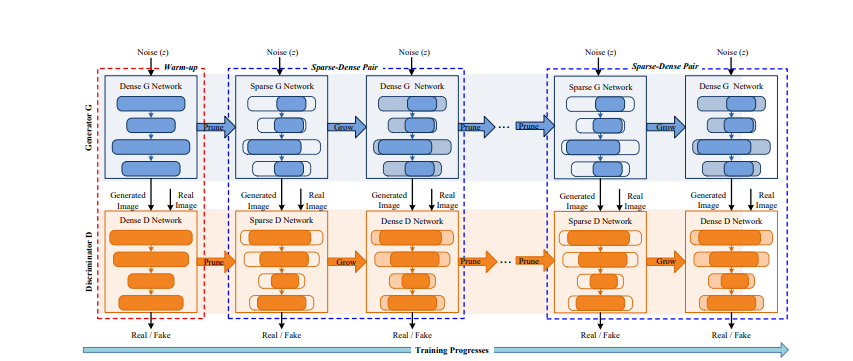 Noise (z) Noise (z) Noise (z) Noise (z) Noise (z)
Warm-up Sparse-Dense Pair Sparse-Dense Pair
Generator G
Dense G Network Sparse G Network Dense G Network Sparse G Network Dense G Network
Prune Grow Prune ... Prune Grow
Generated Image Real Image Generated Image Real Image Generated Image Real Image Generated Image Real Image Generated Image Real Image
Discriminator D
Dense D Network Sparse D Network Dense D Network Sparse D Network Dense D Network
Prune Grow Prune ... Prune Grow
Real / Fake Real / Fake Real / Fake Real / Fake Real / Fake
Training Progresses